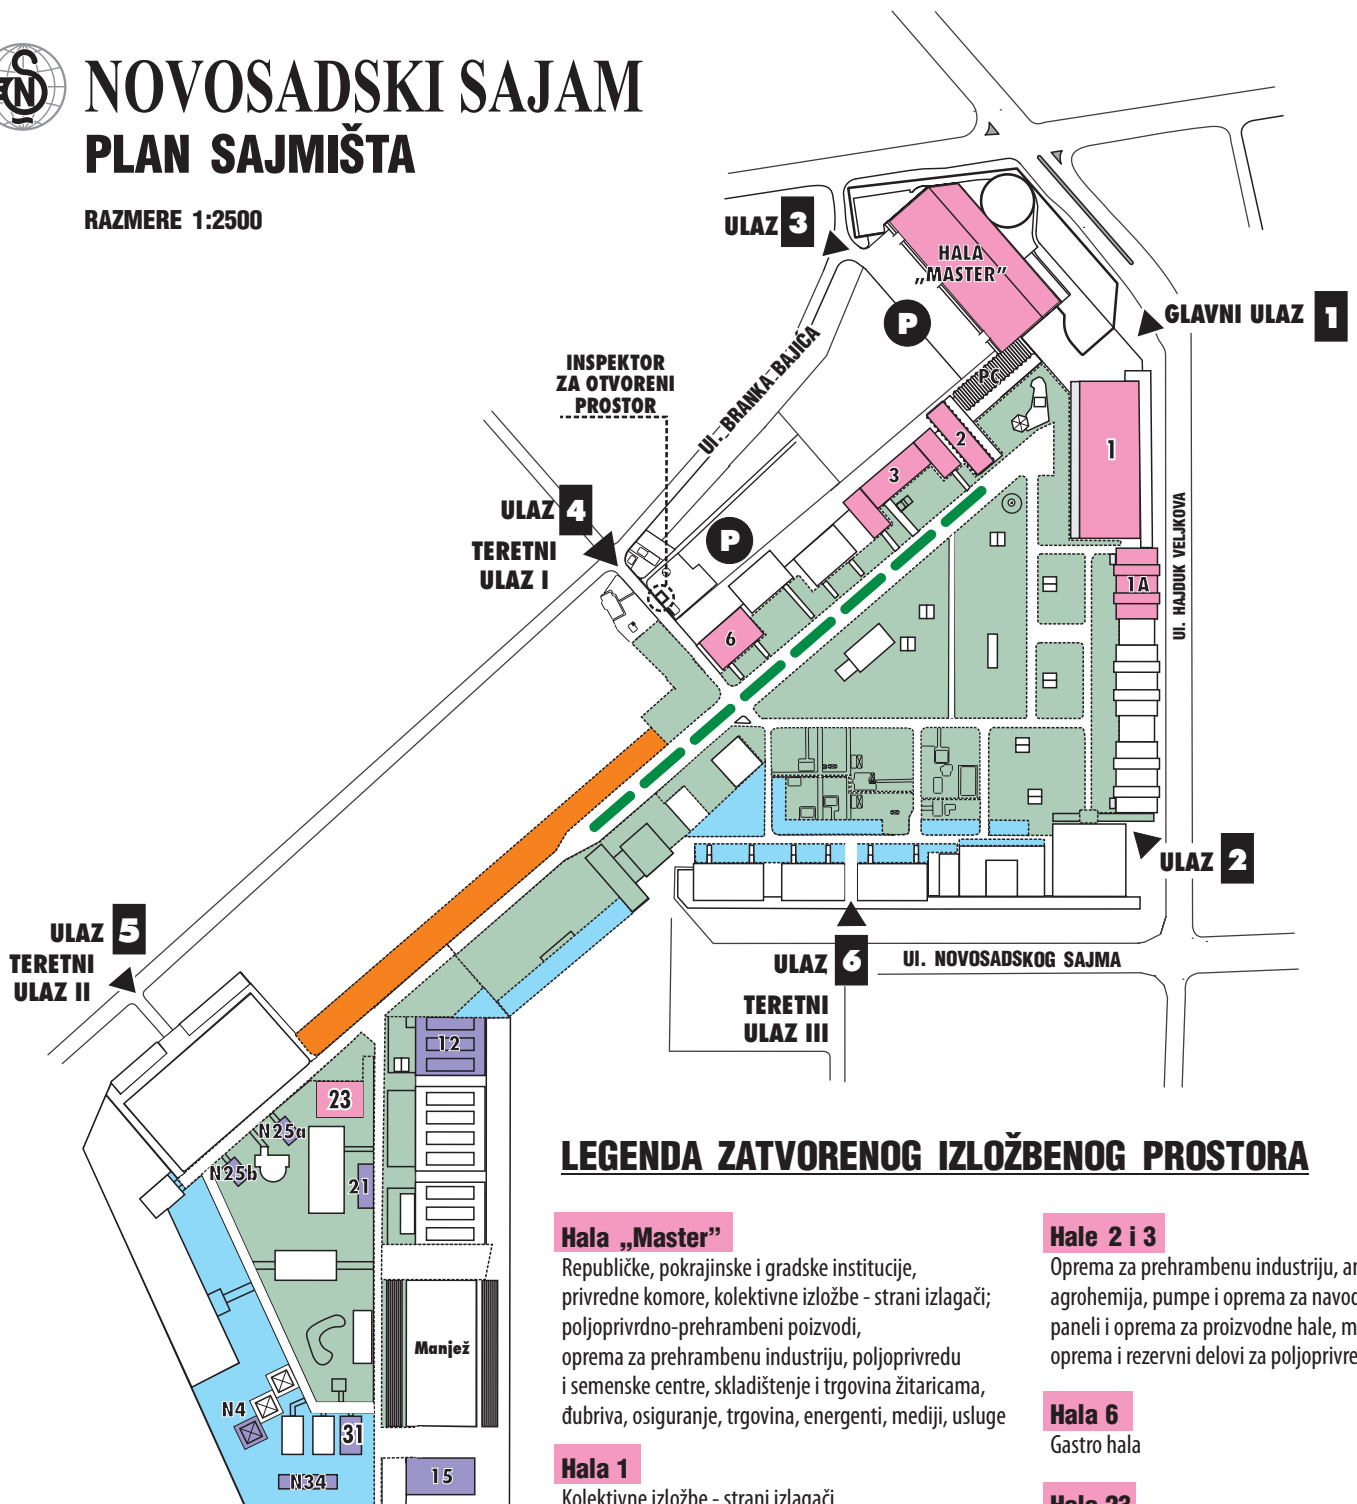 NOVOSADSKI SAJAM
PLAN SAJMIŠTA
RAZMERE 1:2500
ULAZ 3
HALA
„MASTER”
P
GLAVNI ULAZ 1
INSPEKTOR
ZA OTVORENI
PROSTOR
Ul. BRANKA BAJIĆA
PC
2
1
3
ULAZ 4
TERETNI
ULAZ I
P
Ul. HAJDUK VELJKOVA
1A
6
ULAZ 2
ULAZ 5
TERETNI
ULAZ II
ULAZ 6
Ul. NOVOSADSKOG SAJMA
TERETNI
ULAZ III
12
23
N25a
N25b
21
Manjež
N4
31
N34
15
LEGENDA ZATVORENOG IZLOŽBENOG PROSTORA
Hala „Master”
Republičke, pokrajinske i gradske institucije,
privredne komore, kolektivne izložbe - strani izlagači;
poljoprivrdno-prehrambeni poizvodi,
oprema za prehrambenu industriju, poljoprivredu
i semenske centre, skladištenje i trgovina žitaricama,
đubriva, osiguranje, trgovina, energenti, mediji, usluge
Hala 1
Kolektivne izložbe - strani izlagači
Hale 2 i 3
Oprema za prehrambenu industriju,
agrohemija, pumpe i oprema za
paneli i oprema za proizvodne hale,
oprema i rezervni delovi za
Hala 6
Gastro hala
Hala 23